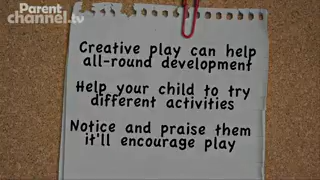 Parent
channel.tv
Creative play can help
all-round development
Help your child to try
different activities
Notice and praise them
it'll encourage play